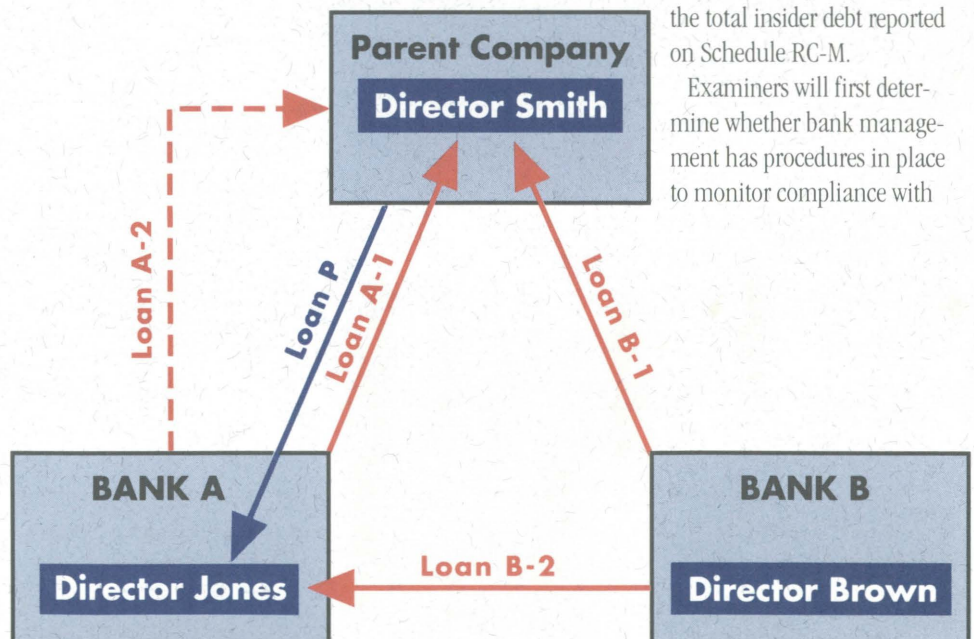 the total insider debt reported
on Schedule RC-M.
Examiners will first deter-
mine whether bank manage-
ment has procedures in place
to monitor compliance with
Parent Company
Director Smith
Loan A-2
Loan P
Loan A-1
Loan B-1
BANK A
Director Jones
Loan B-2
BANK B
Director Brown